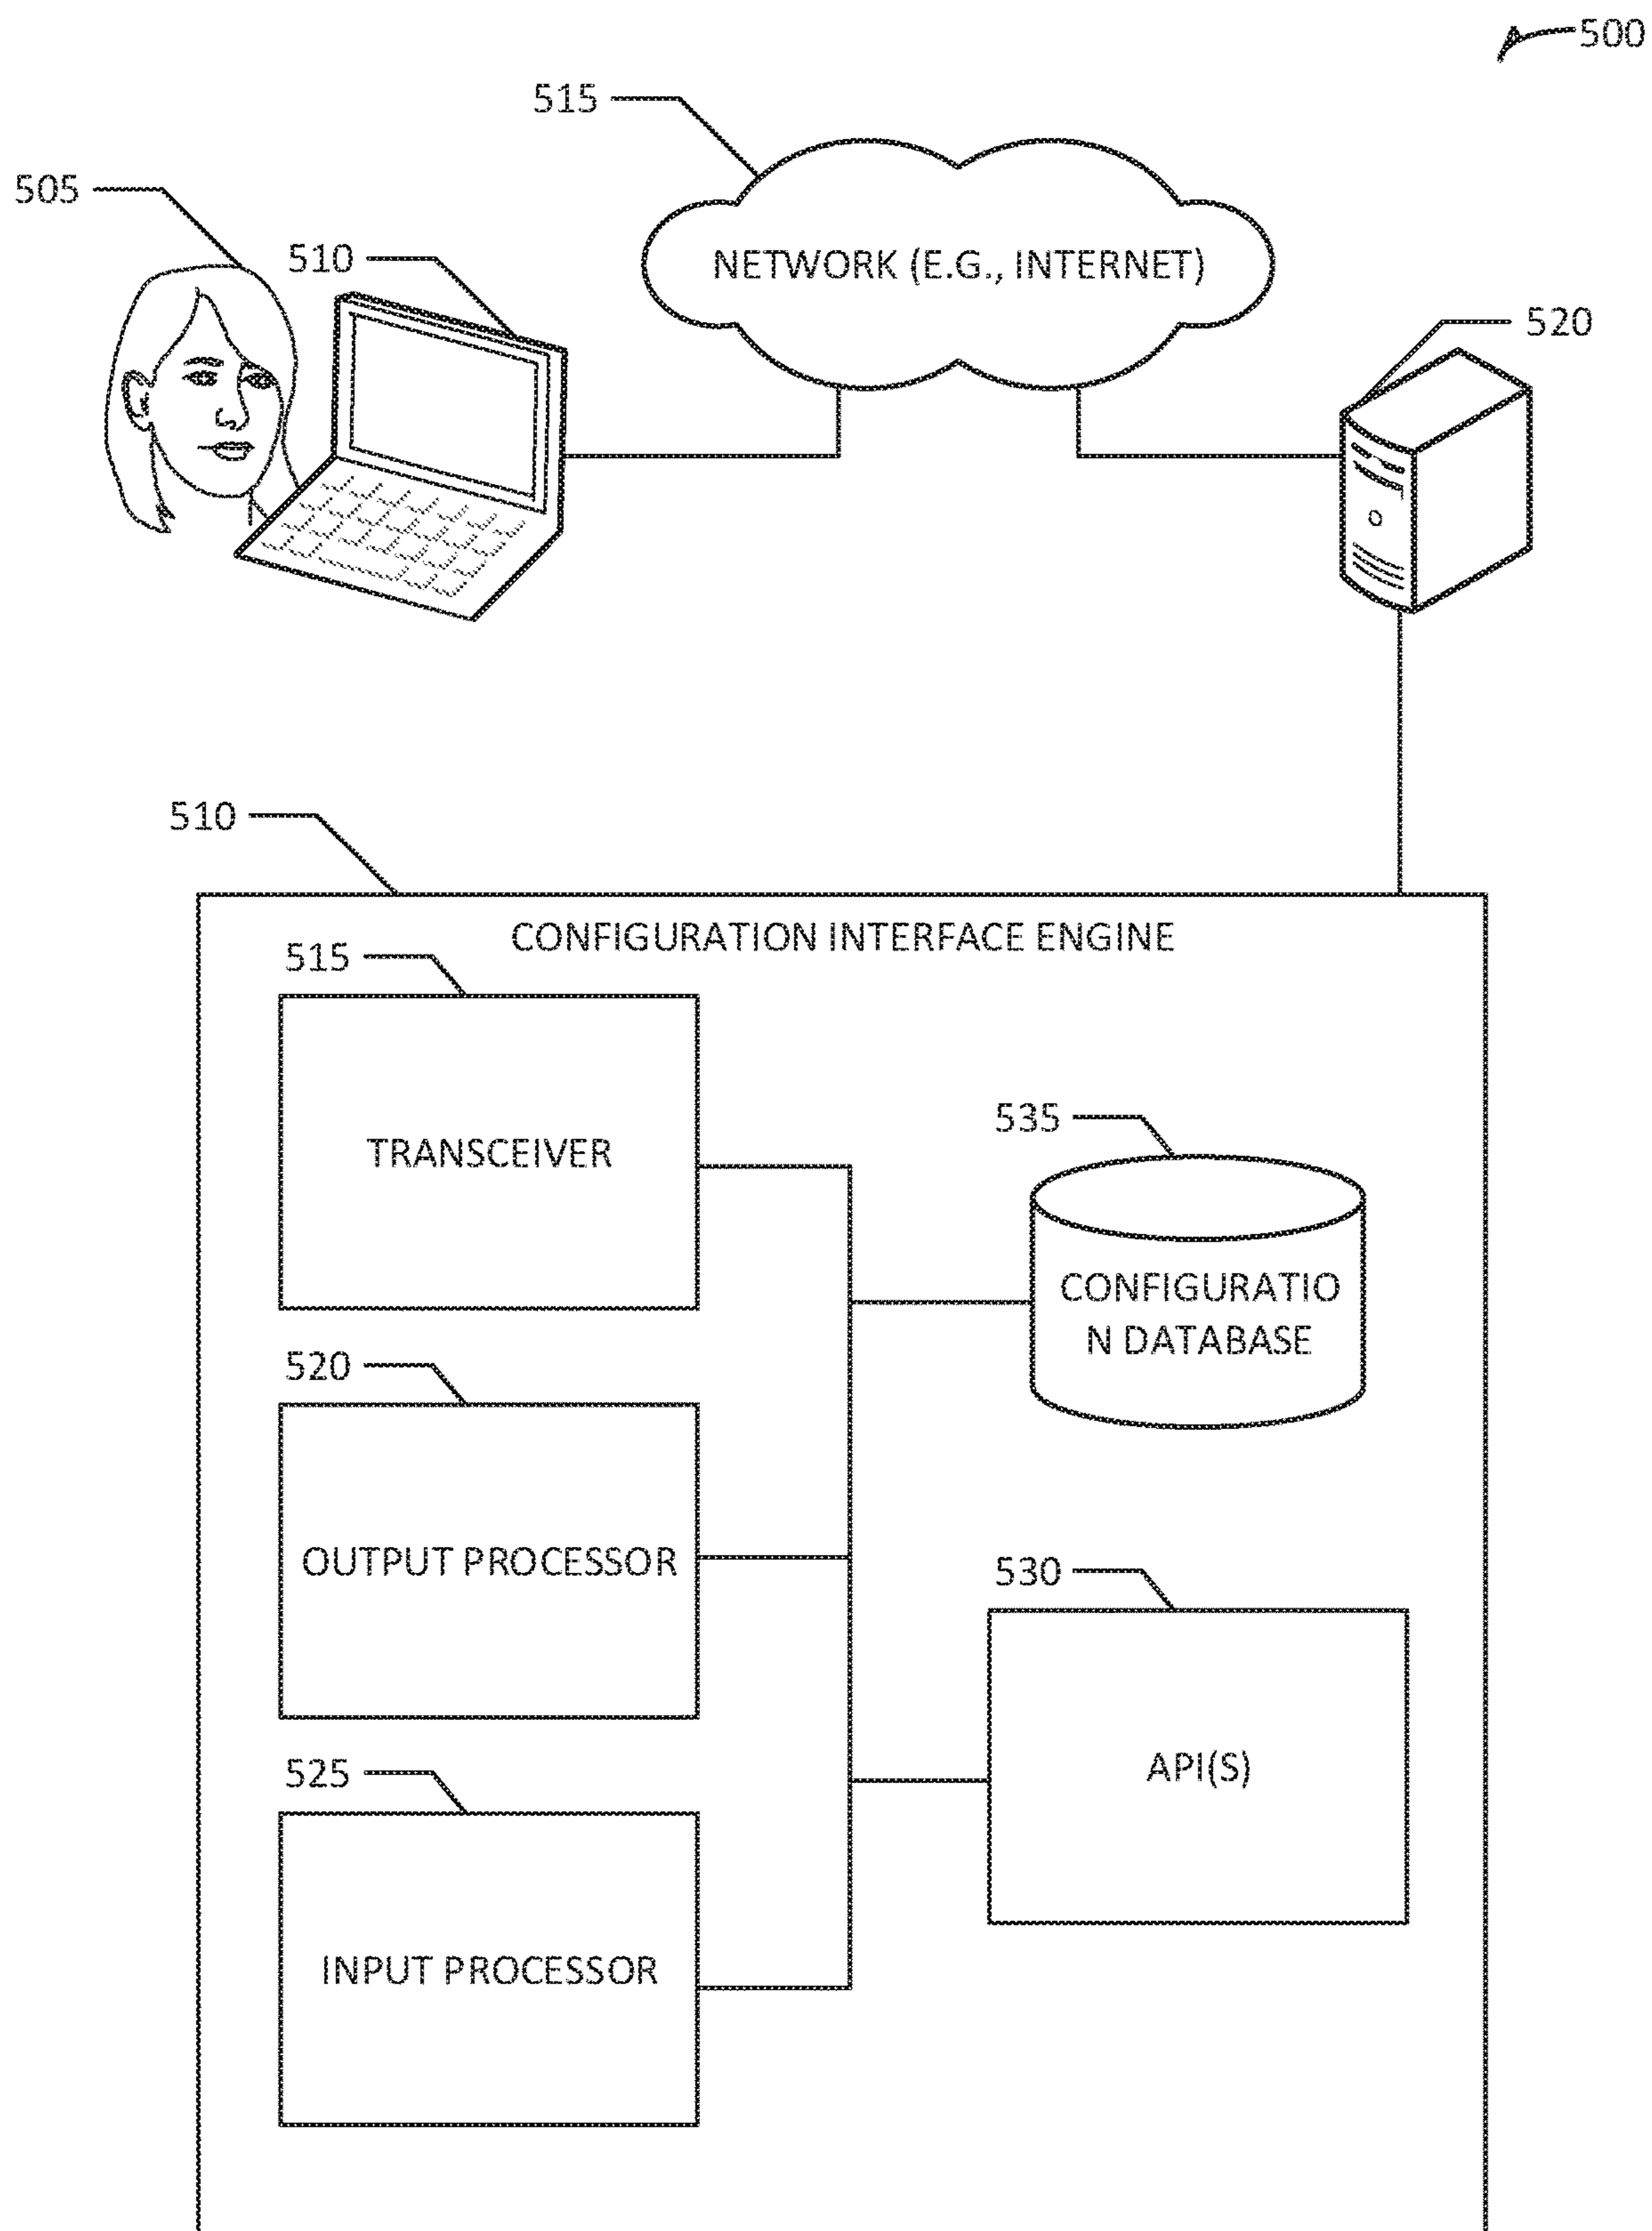 500
515
505
510
NETWORK (E.G., INTERNET)
520
510
CONFIGURATION INTERFACE ENGINE
515
TRANSCEIVER
535
CONFIGURATIO
N DATABASE
520
OUTPUT PROCESSOR
530
API(S)
525
INPUT PROCESSOR